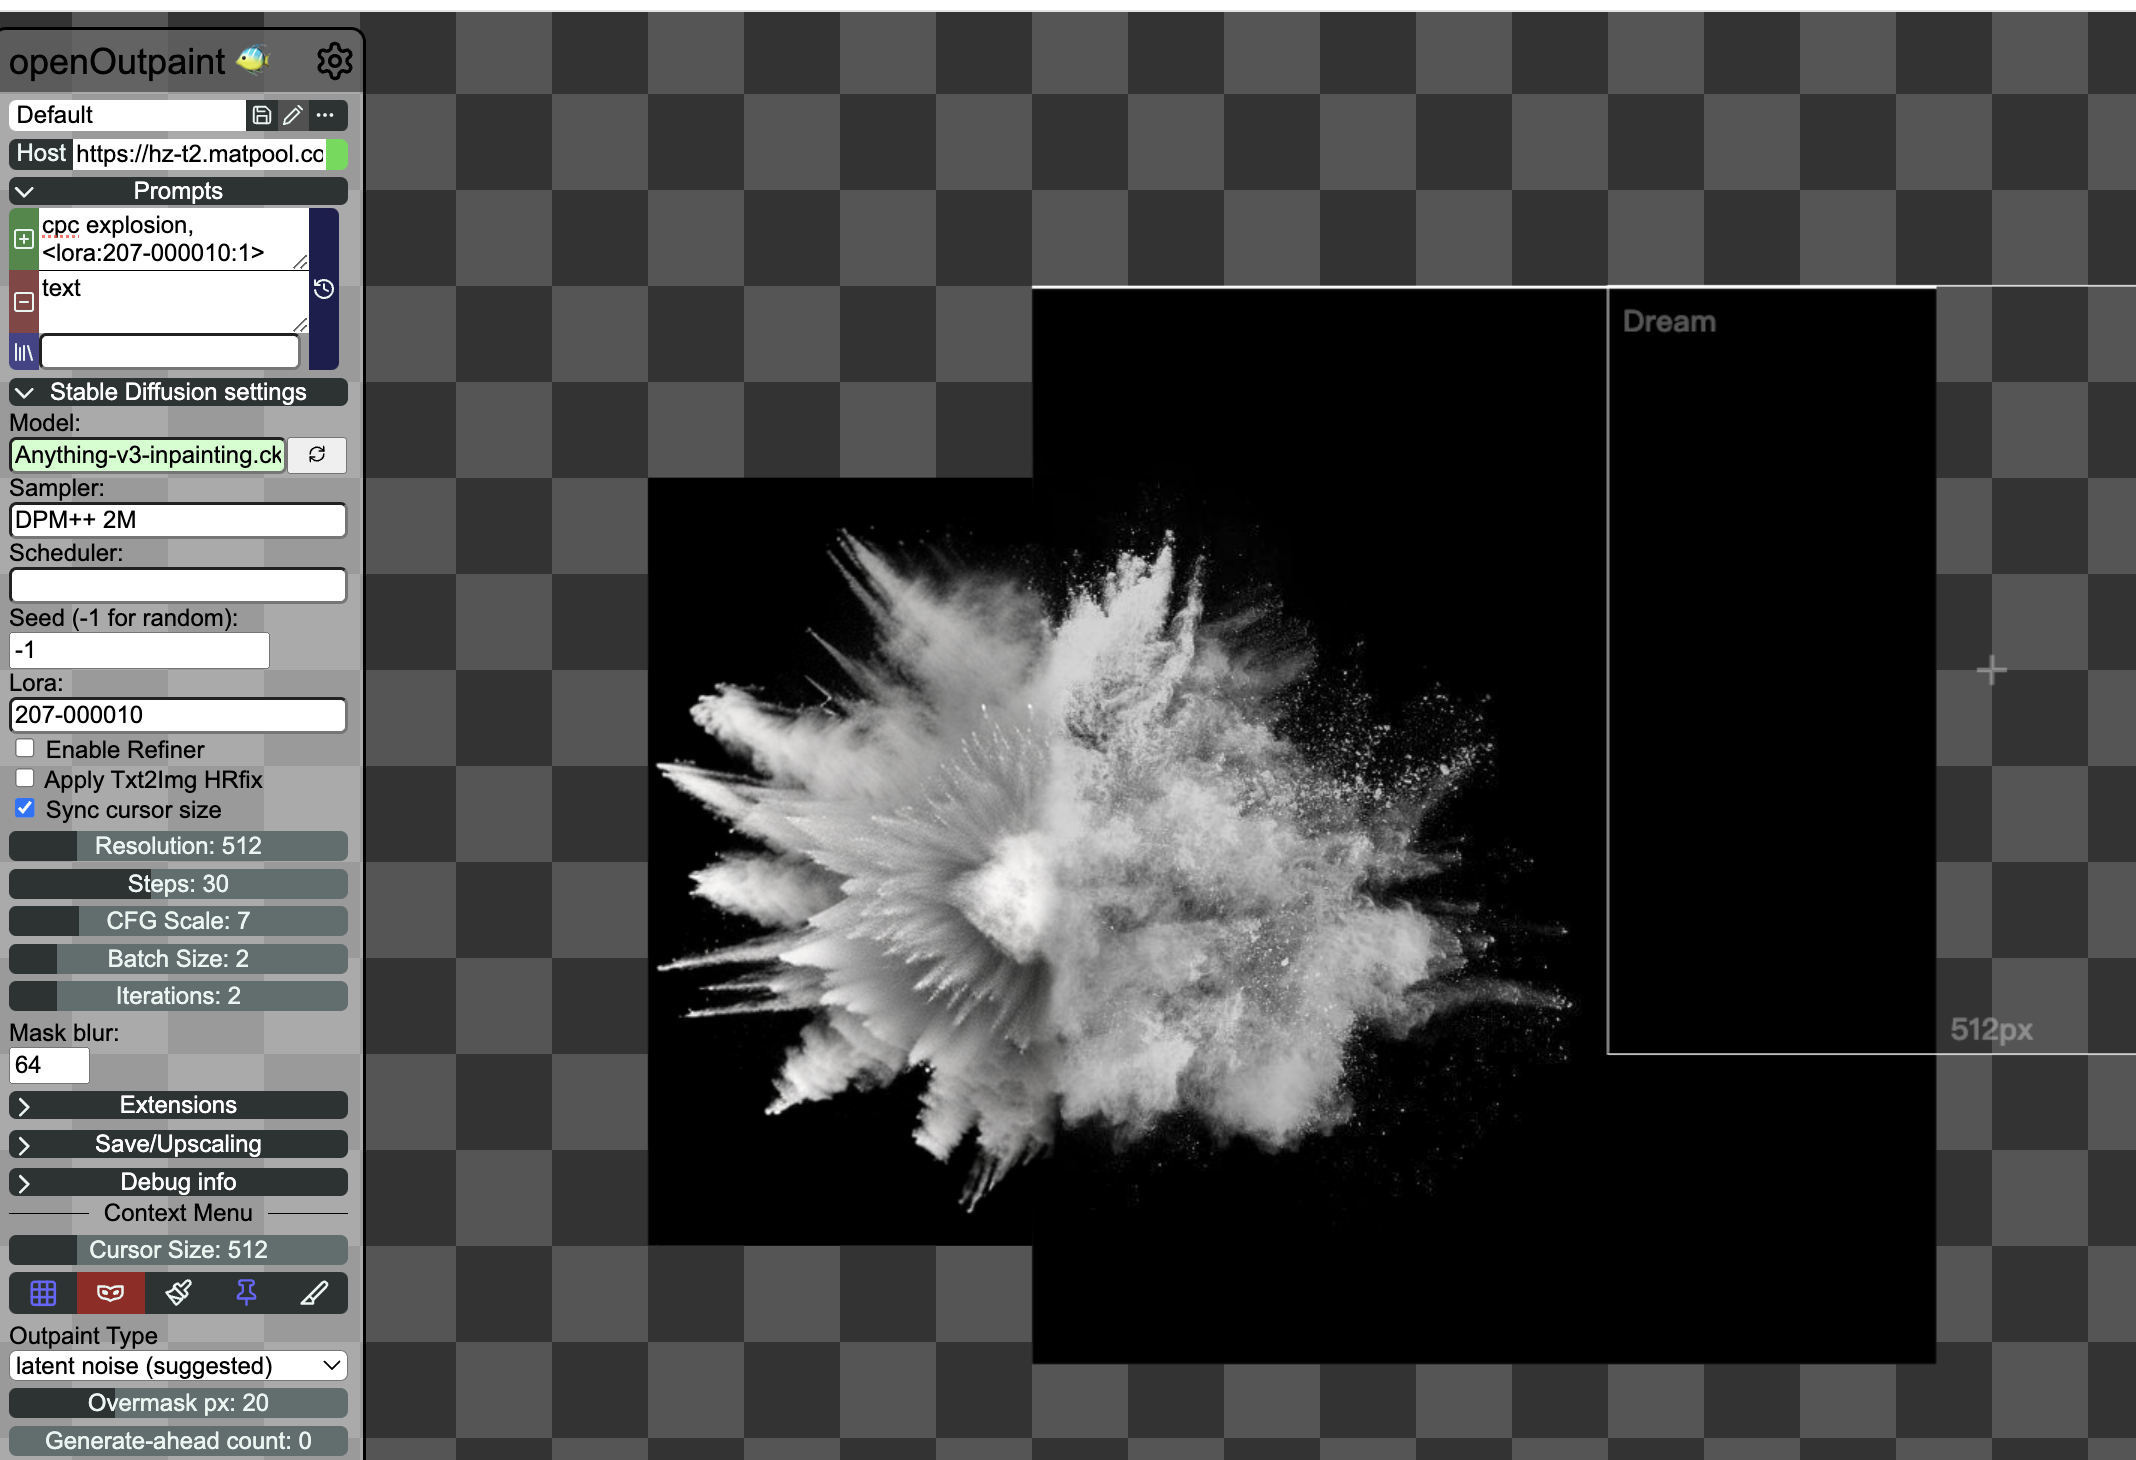 openOutpaint
Default
Host https://hz-t2.matpool.co
Prompts
cpc explosion,
<lora:207-000010:1>
text
Stable Diffusion settings
Model:
Anything-v3-inpainting.ck
Sampler:
DPM++ 2M
Scheduler:
Seed (-1 for random):
-1
Lora:
207-000010
Enable Refiner
Apply Txt2Img HRfix
Sync cursor size
Resolution: 512
Steps: 30
CFG Scale: 7
Batch Size: 2
Iterations: 2
Mask blur:
64
Extensions
Save/Upscaling
Debug info
Context Menu
Cursor Size: 512
Outpaint Type
latent noise (suggested)
Overmask px: 20
Generate-ahead count: 0
Dream
512px